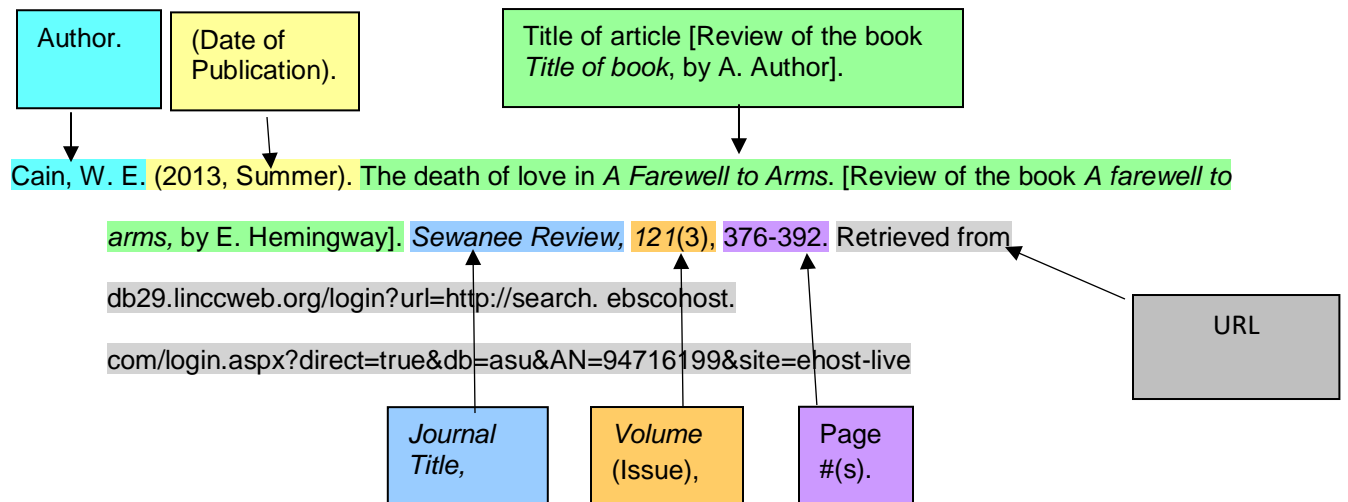 Author.
(Date of
Publication).
Title of article [Review of the book
Title of book, by A. Author].
Cain, W. E. (2013, Summer). The death of love in A Farewell to Arms. [Review of the book A farewell to
arms, by E. Hemingway]. Sewanee Review, 121(3), 376-392. Retrieved from
db29.linccweb.org/login?url=http://search. ebscohost.
com/login.aspx?direct=true&db=asu&AN=94716199&site=ehost-live
URL
Journal
Title,
Volume
(Issue),
Page
#(s).